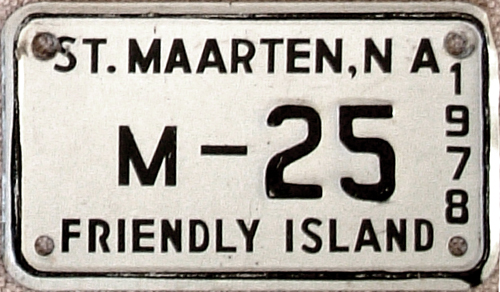 ST. MAARTEN, N A
1978
M-25
FRIENDLY ISLAND